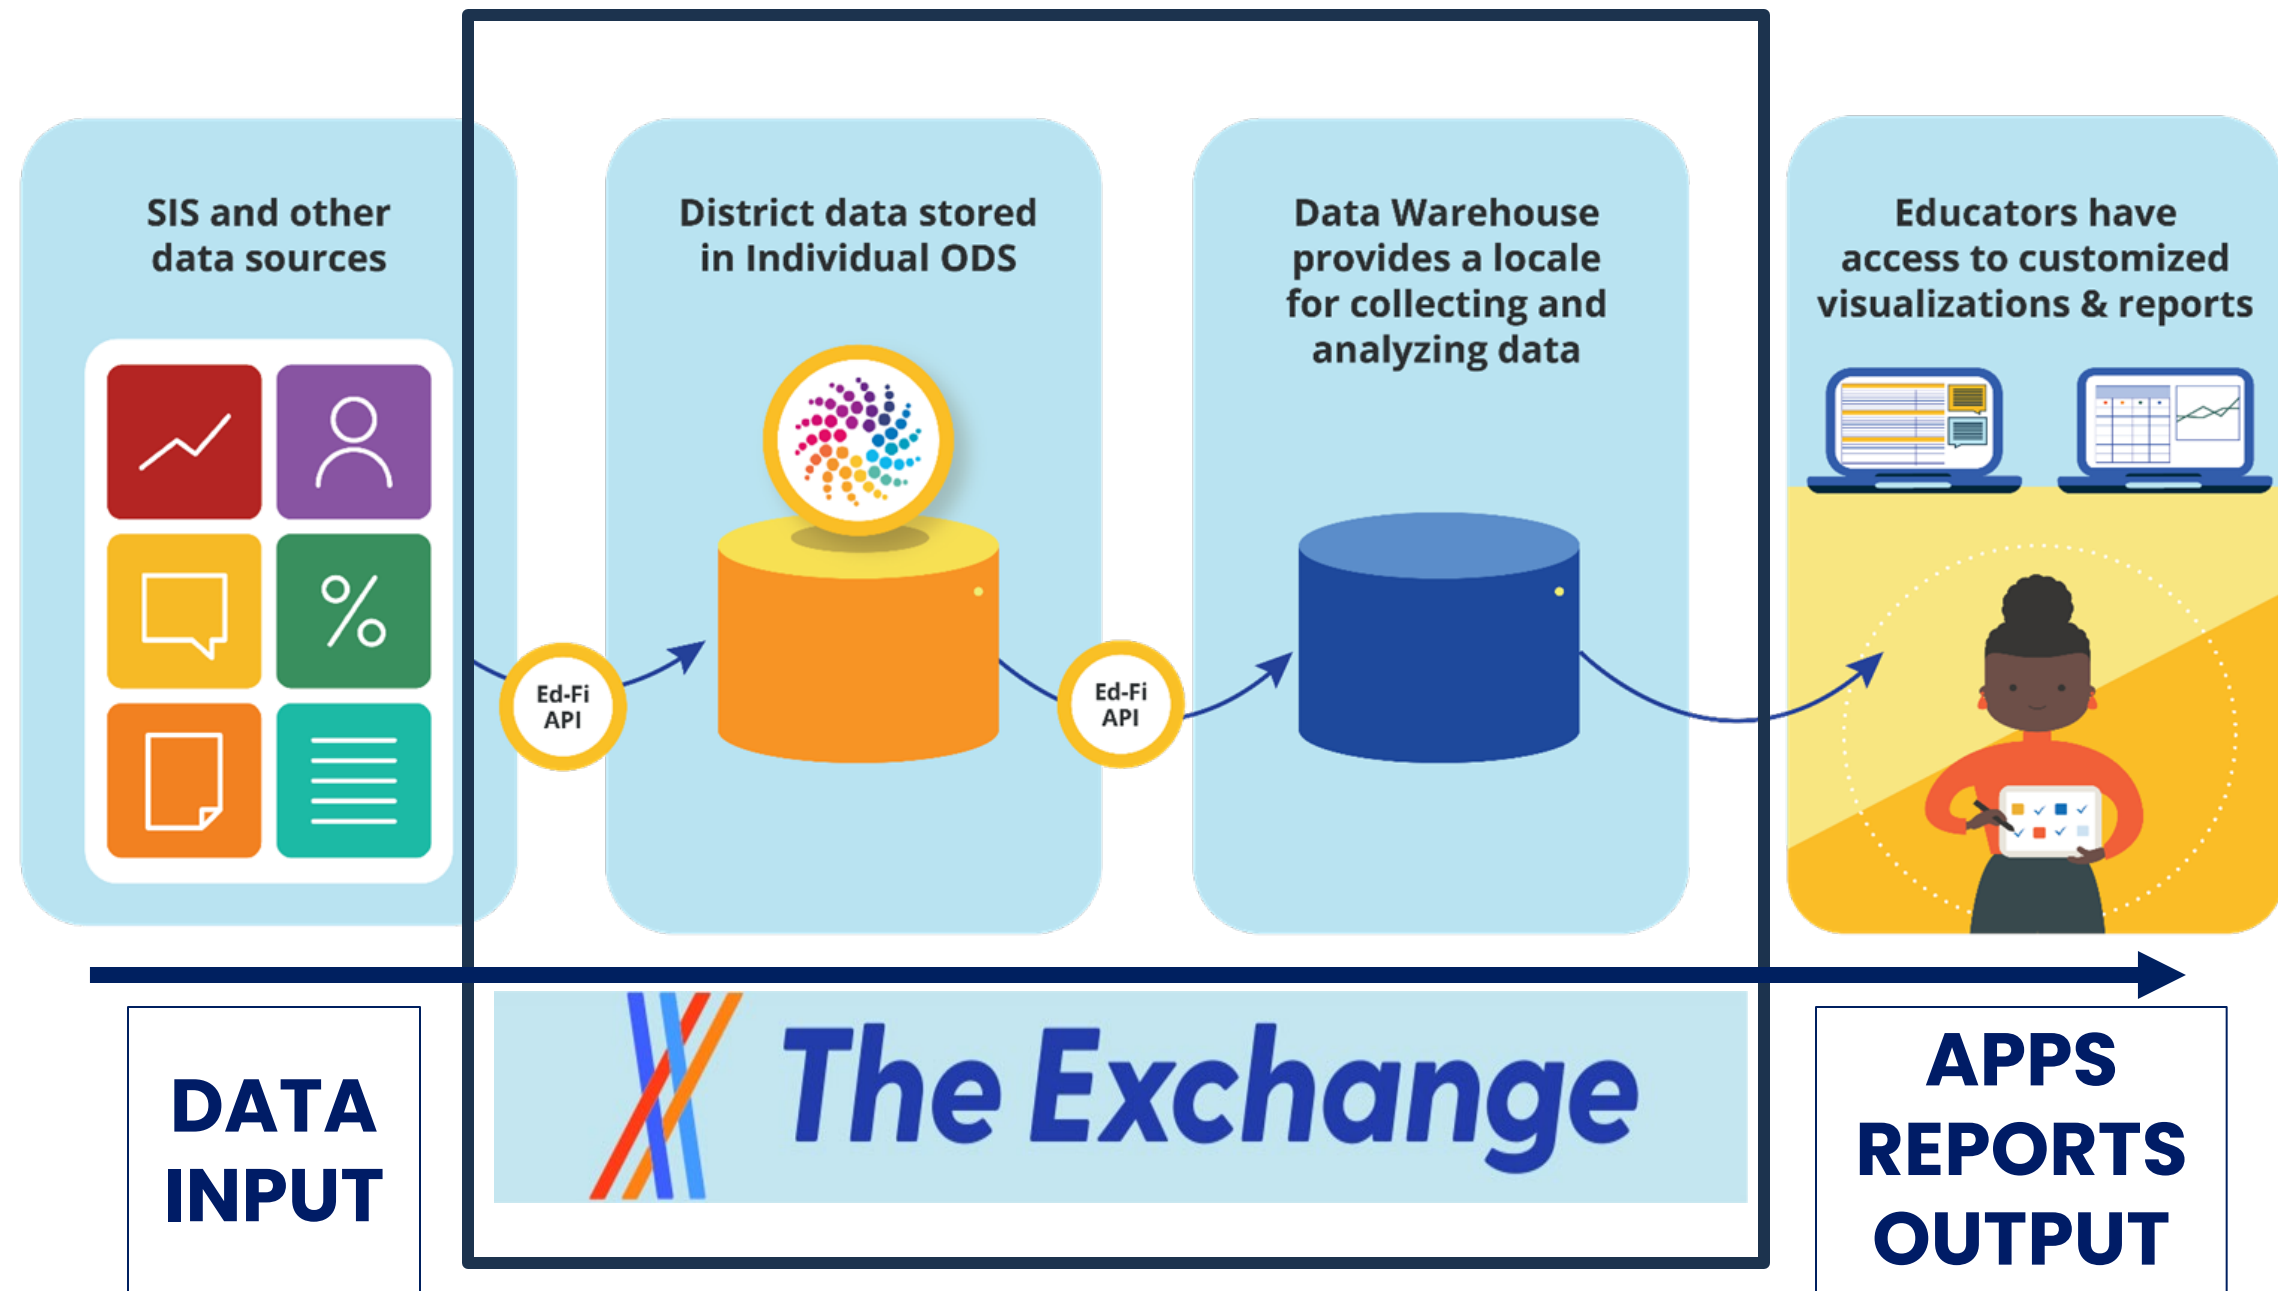 SIS and other
data sources
District data stored
in Individual ODS
Data Warehouse
provides a locale
for collecting and
analyzing data
Educators have
access to customized
visualizations & reports
%
Ed-Fi
API
Ed-Fi
API
DATA
INPUT
The Exchange
APPS
REPORTS
OUTPUT